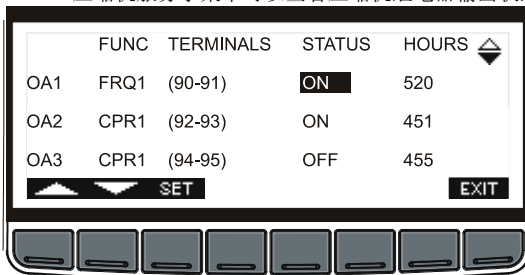 FUNC TERMINALS STATUS HOURS
OA1 FRQ1 (90-91) ON 520
OA2 CPR1 (92-93) ON 451
OA3 CPR1 (94-95) OFF 455
SET EXIT